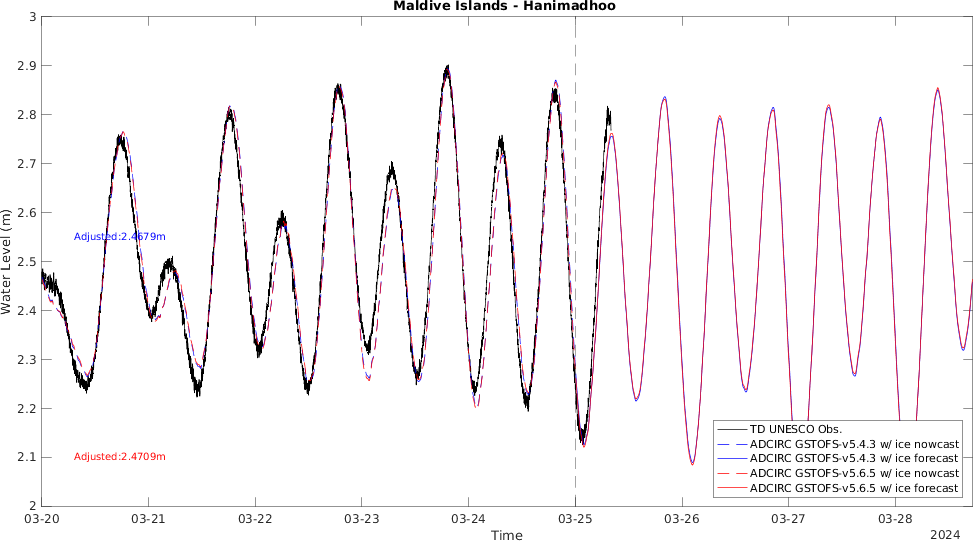 Maldive Islands - Hanimadhoo
3
2.9
2.8
2.7
2.6
2.5
2.4
2.3
2.2
2.1
2
Water Level (m)
Adjusted:2.4679m
Adjusted:2.4709m
TD UNESCO Obs.
ADCIRC GSTOFS-v5.4.3 w/ ice nowcast
ADCIRC GSTOFS-v5.4.3 w/ ice forecast
ADCIRC GSTOFS-v5.6.5 w/ ice nowcast
ADCIRC GSTOFS-v5.6.5 w/ ice forecast
03-20 03-21 03-22 03-23 03-24 03-25 03-26 03-27 03-28
Time
2024